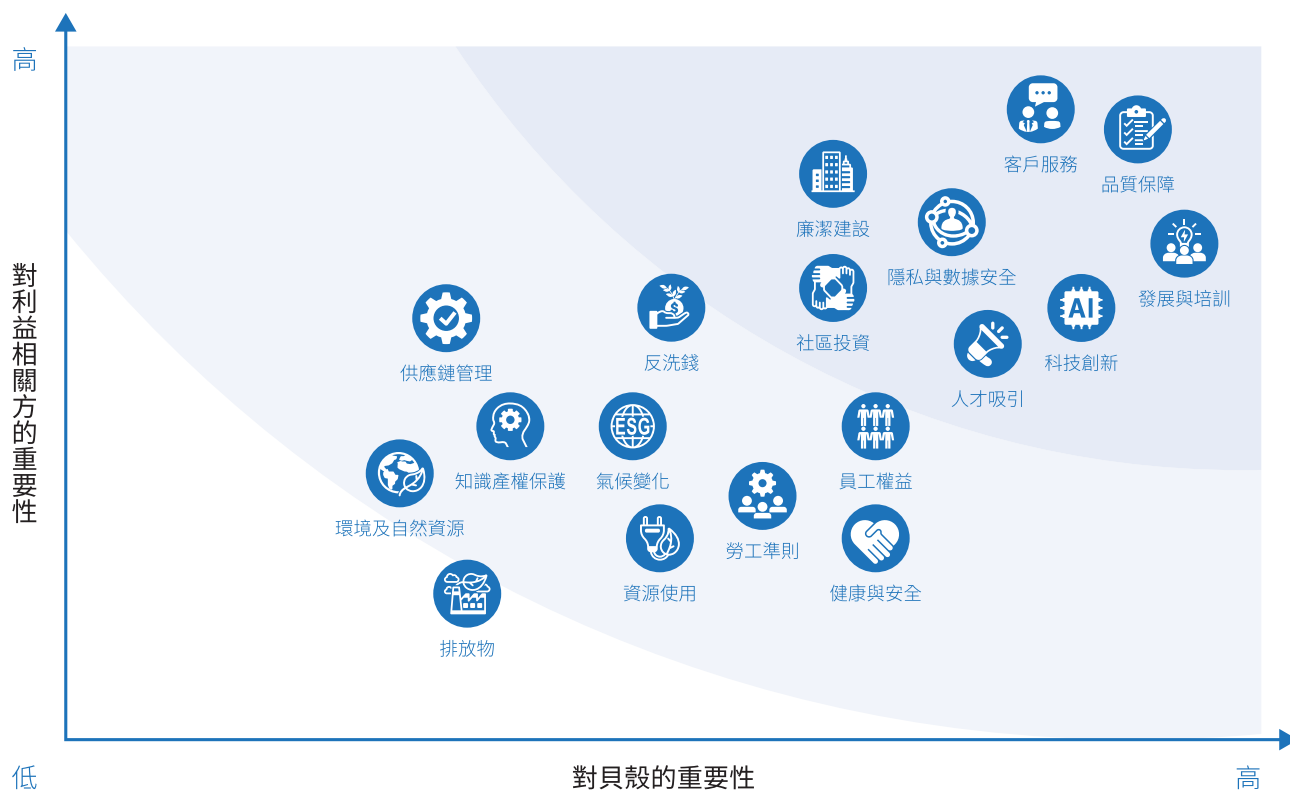 高
客戶服務
品質保障
廉潔建設
隱私與數據安全
發展與培訓
社區投資
科技創新
反洗錢
供應鏈管理
人才吸引
對利益相關方的重要性
ESG
AI
知識產權保護
氣候變化
員工權益
環境及自然資源
勞工準則
資源使用
健康與安全
排放物
低
對貝殼的重要性
高